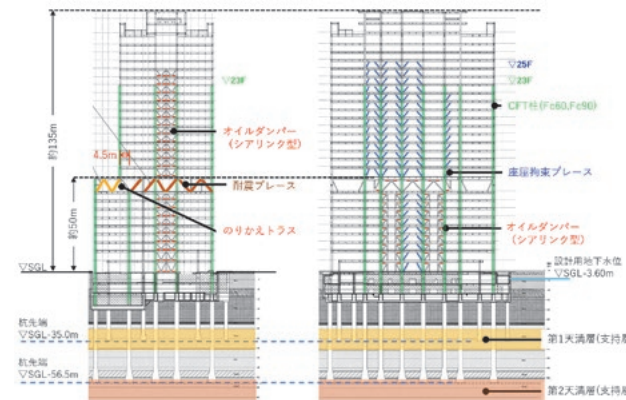 ▽25F
▽23F
▽23F
CFT柱(Fc60,Fc90)
約135m
オイルダンパー
(シアリンク型)
4.5m
座屈拘束ブレース
耐震ブレース
約50m
のりかえトラス
オイルダンパー
(シアリンク型)
設計用地下水位
▽SGL-3.60m
▽SGL
杭先端
▽SGL-35.0m
第1天満層(支持層
杭先端
▽SGL-56.5m
第2天満層(支持層